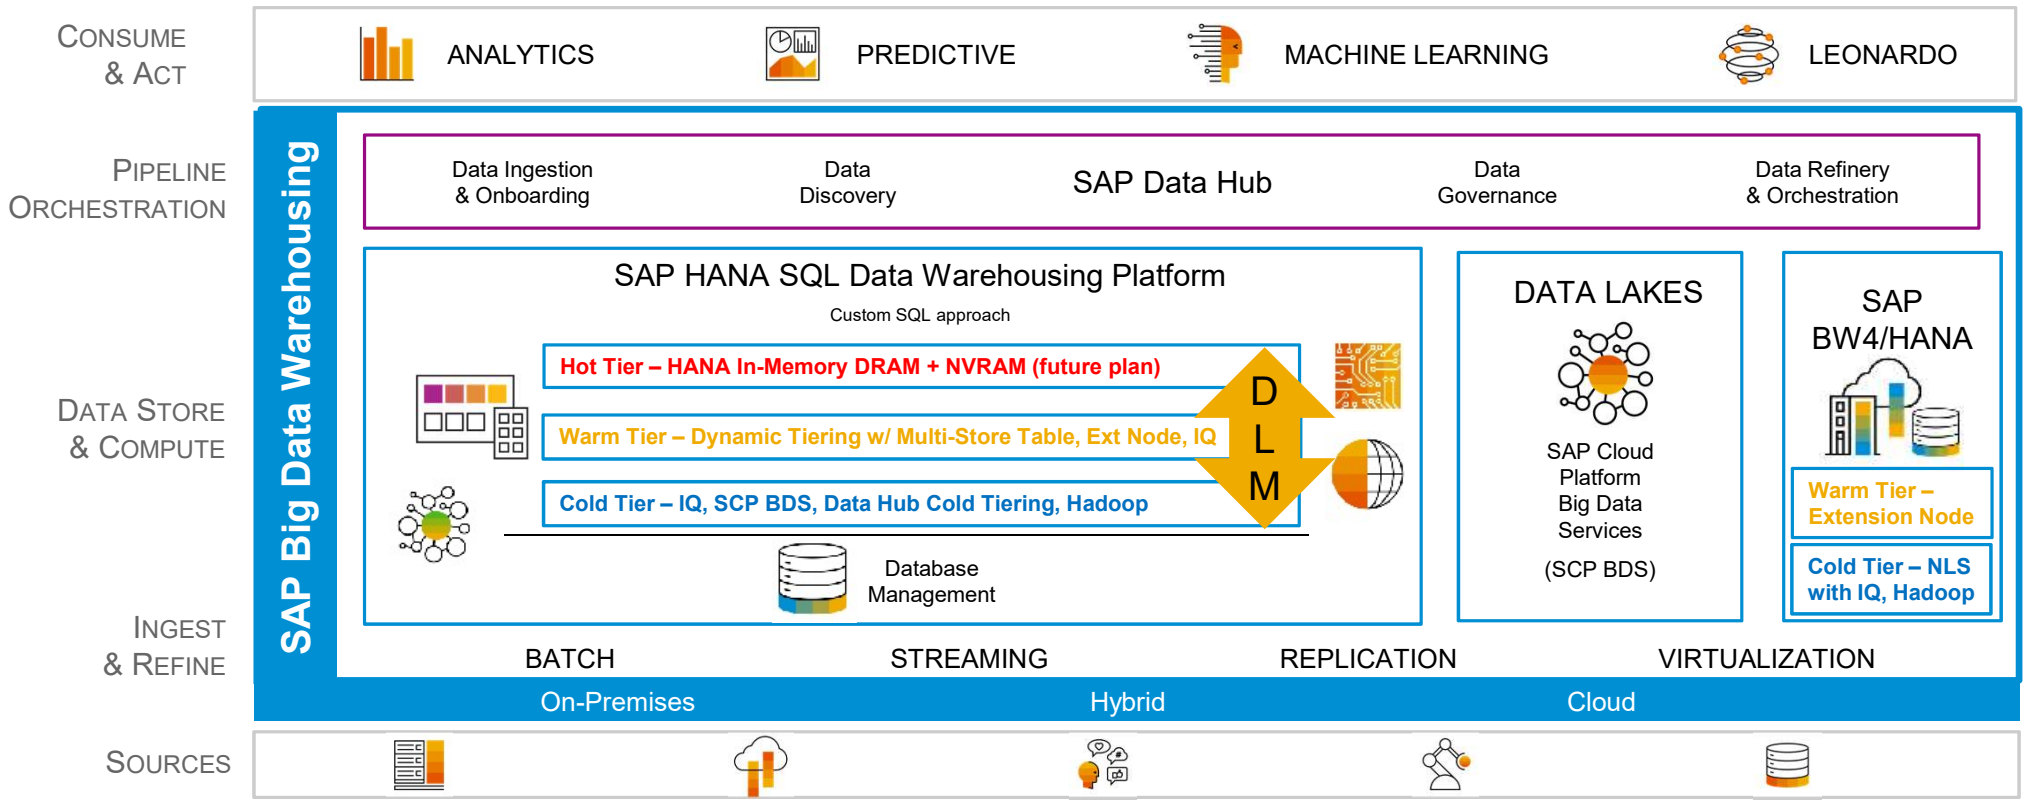 CONSUME
& ACT
ANALYTICS
PREDICTIVE
MACHINE LEARNING
LEONARDO
SAP Big Data Warehousing
PIPELINE
ORCHESTRATION
Data Ingestion
& Onboarding
Data
Discovery
SAP Data Hub
Data
Governance
Data Refinery
& Orchestration
DATA STORE
& COMPUTE
SAP HANA SQL Data Warehousing Platform
Custom SQL approach
Hot Tier – HANA In-Memory DRAM + NVRAM (future plan)
Warm Tier – Dynamic Tiering w/ Multi-Store Table, Ext Node, IQ
Cold Tier – IQ, SCP BDS, Data Hub Cold Tiering, Hadoop
D
L
M
Database
Management
DATA LAKES
SAP Cloud
Platform
Big Data
Services
(SCP BDS)
SAP
BW4/HANA
Warm Tier –
Extension Node
Cold Tier – NLS
with IQ, Hadoop
INGEST
& REFINE
BATCH
STREAMING
REPLICATION
VIRTUALIZATION
On-Premises
Hybrid
Cloud
SOURCES